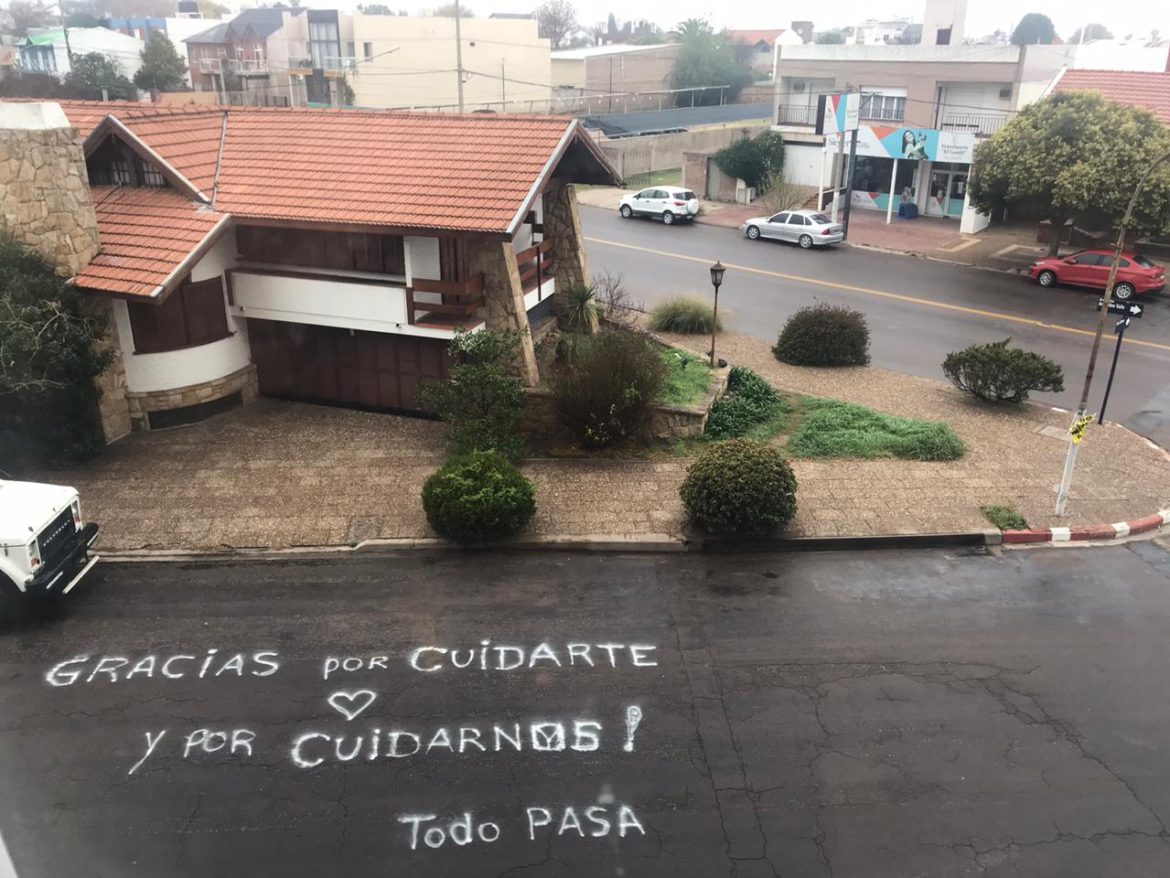 GRACIAS POR CUIDARTE
Y POR CUIDARNOS!
Todo PASA